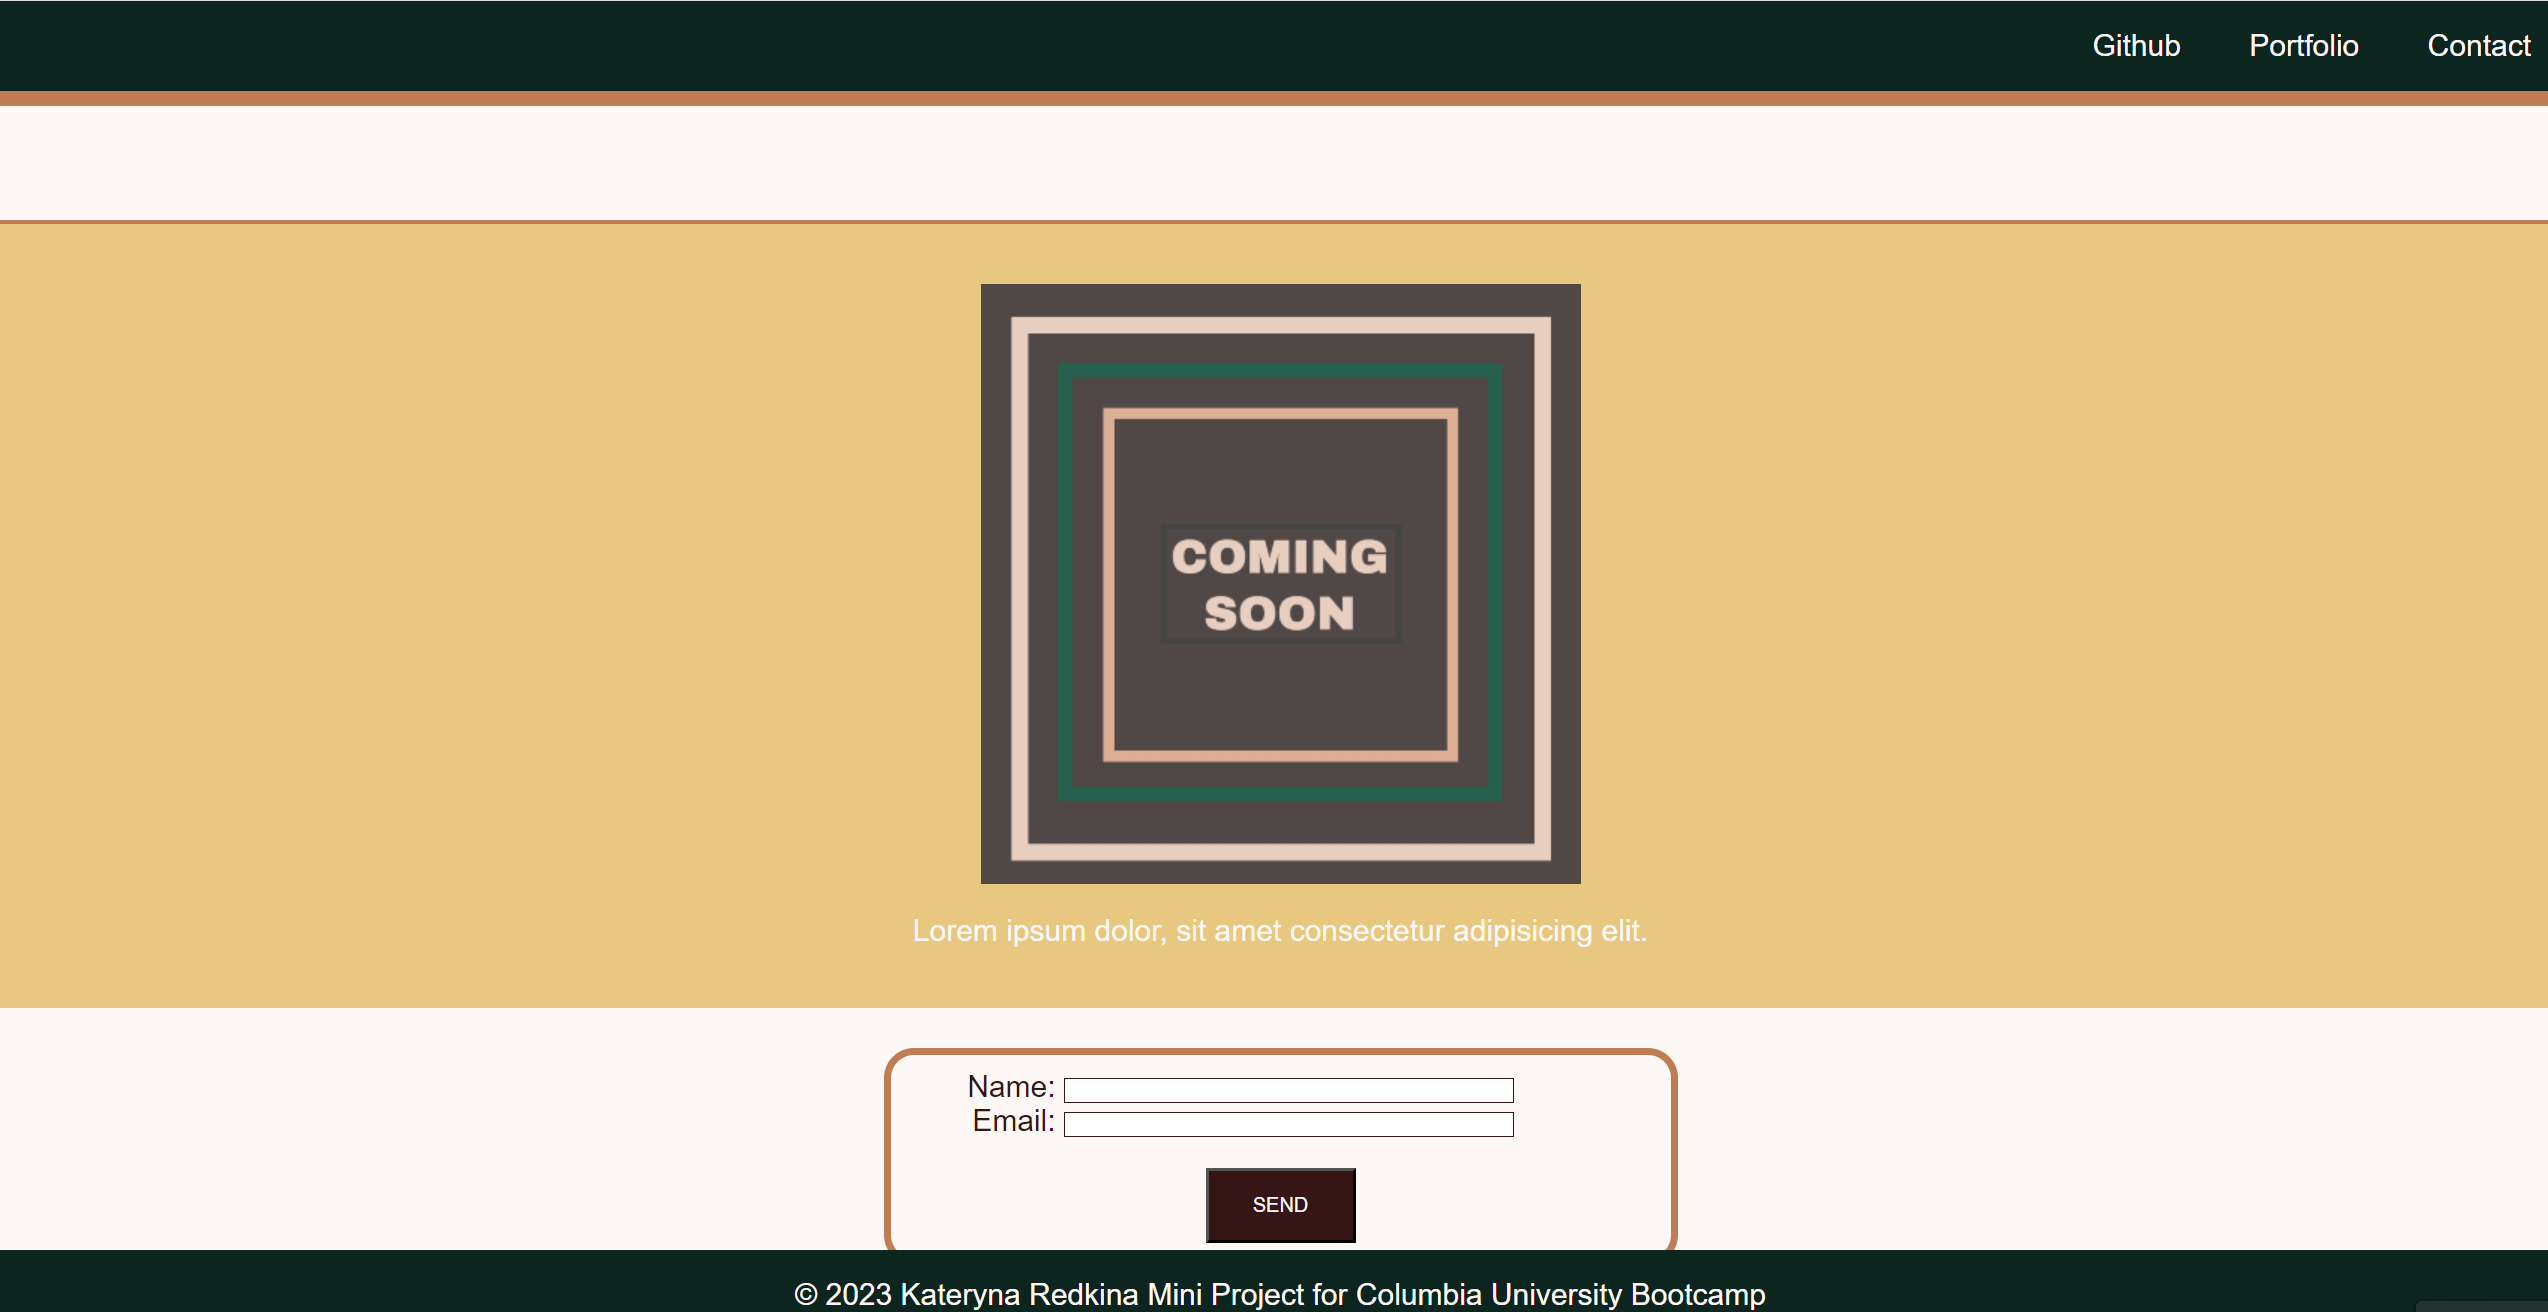 Github Portfolio Contact
COMING
SOON
Lorem ipsum dolor, sit amet consectetur adipisicing elit.
Name:
Email:
SEND
© 2023 Kateryna Redkina Mini Project for Columbia University Bootcamp